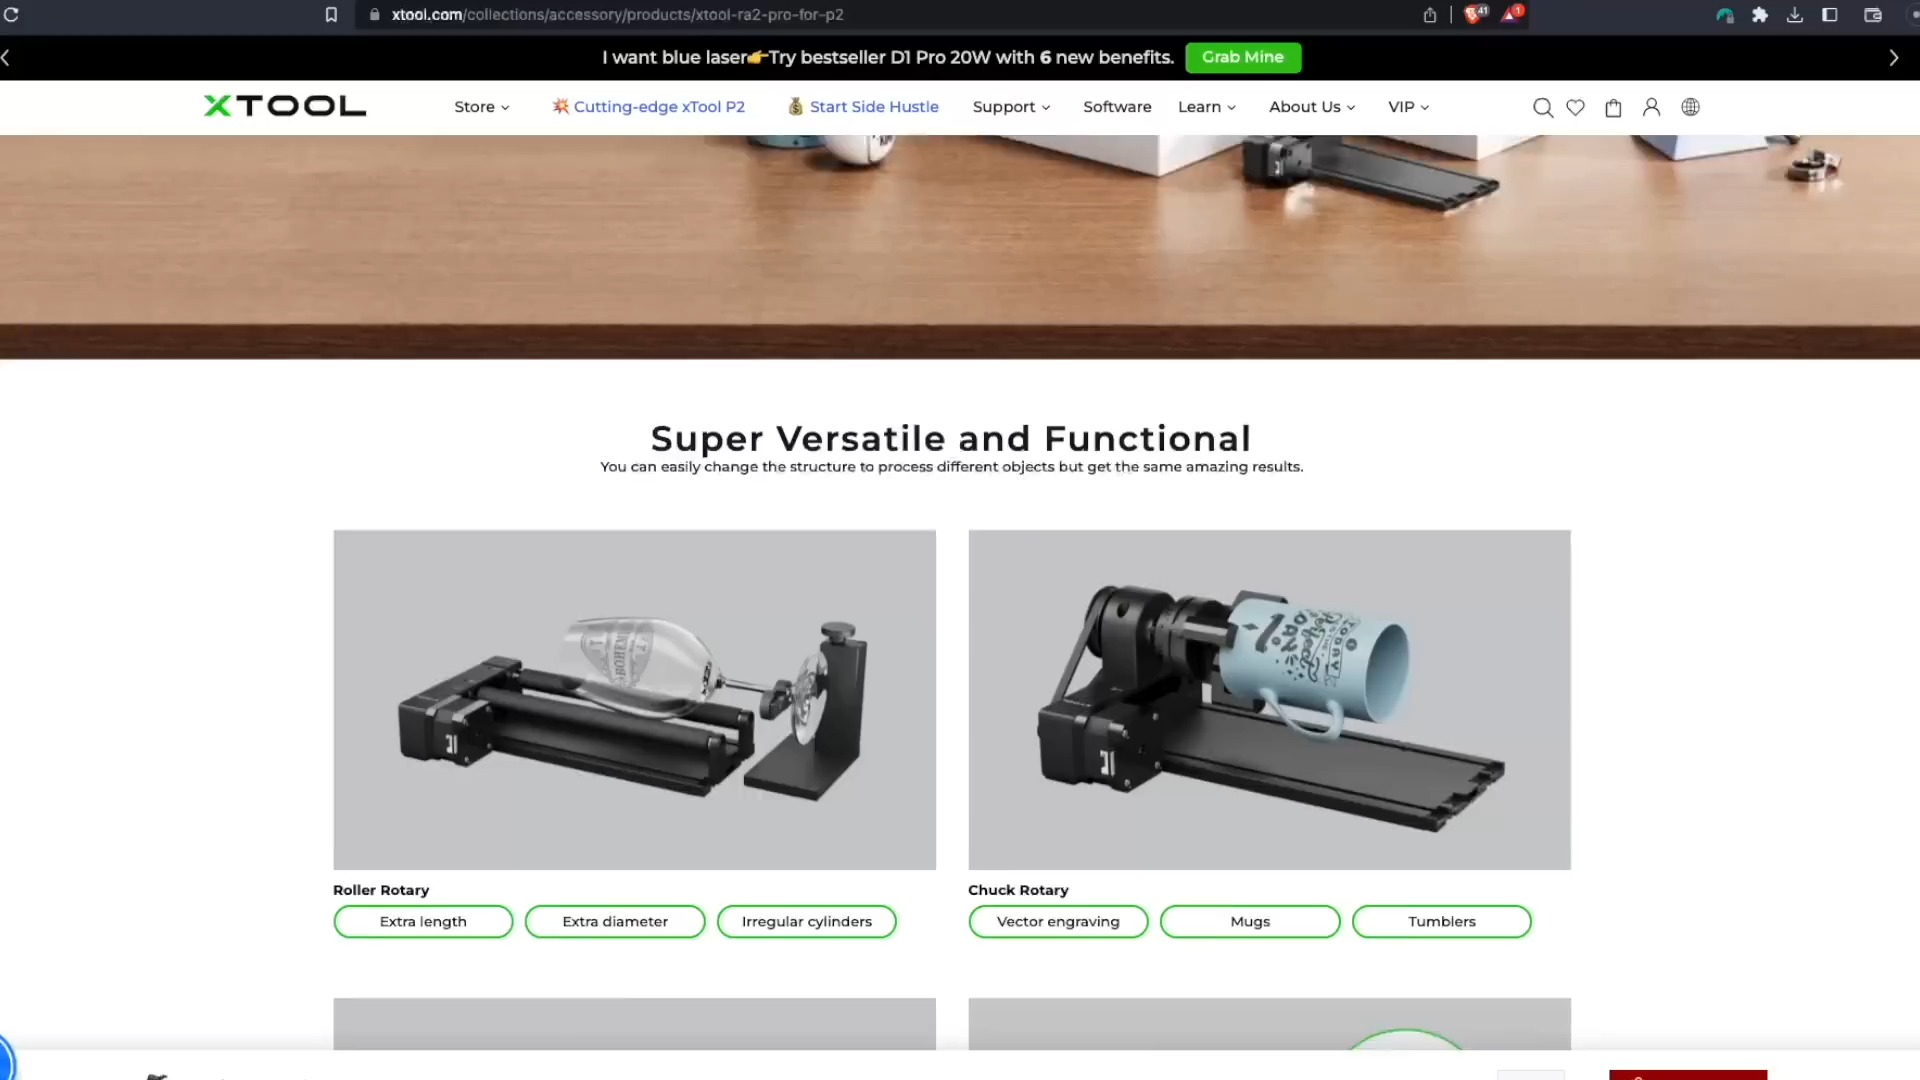 xtool.com/collections/accessory/products/xtool-ra2-pro-for-p2
41
1
I want blue laser👉Try bestseller D1 Pro 20W with 6 new benefits.
Grab Mine
XTOOL
Store
💥 Cutting-edge xTool P2
💰 Start Side Hustle
Support
Software
Learn
About Us
VIP
Super Versatile and Functional
You can easily change the structure to process different objects but get the same amazing results.
Roller Rotary
Extra length
Extra diameter
Irregular cylinders
Chuck Rotary
Vector engraving
Mugs
Tumblers